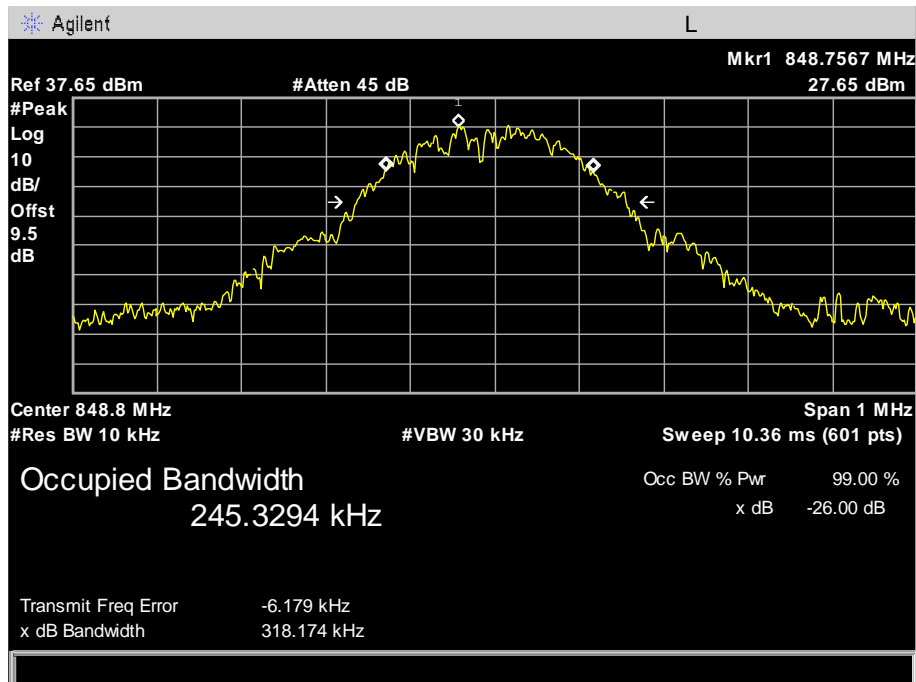 Agilent L
Mkr1 848.7567 MHz
Ref 37.65 dBm #Atten 45 dB 27.65 dBm
#Peak
Log
10
dB/
Offst
9.5
dB
1
Center 848.8 MHz Span 1 MHz
#Res BW 10 kHz #VBW 30 kHz Sweep 10.36 ms (601 pts)
Occupied Bandwidth Occ BW % Pwr 99.00 %
245.3294 kHz x dB -26.00 dB
Transmit Freq Error -6.179 kHz
x dB Bandwidth 318.174 kHz